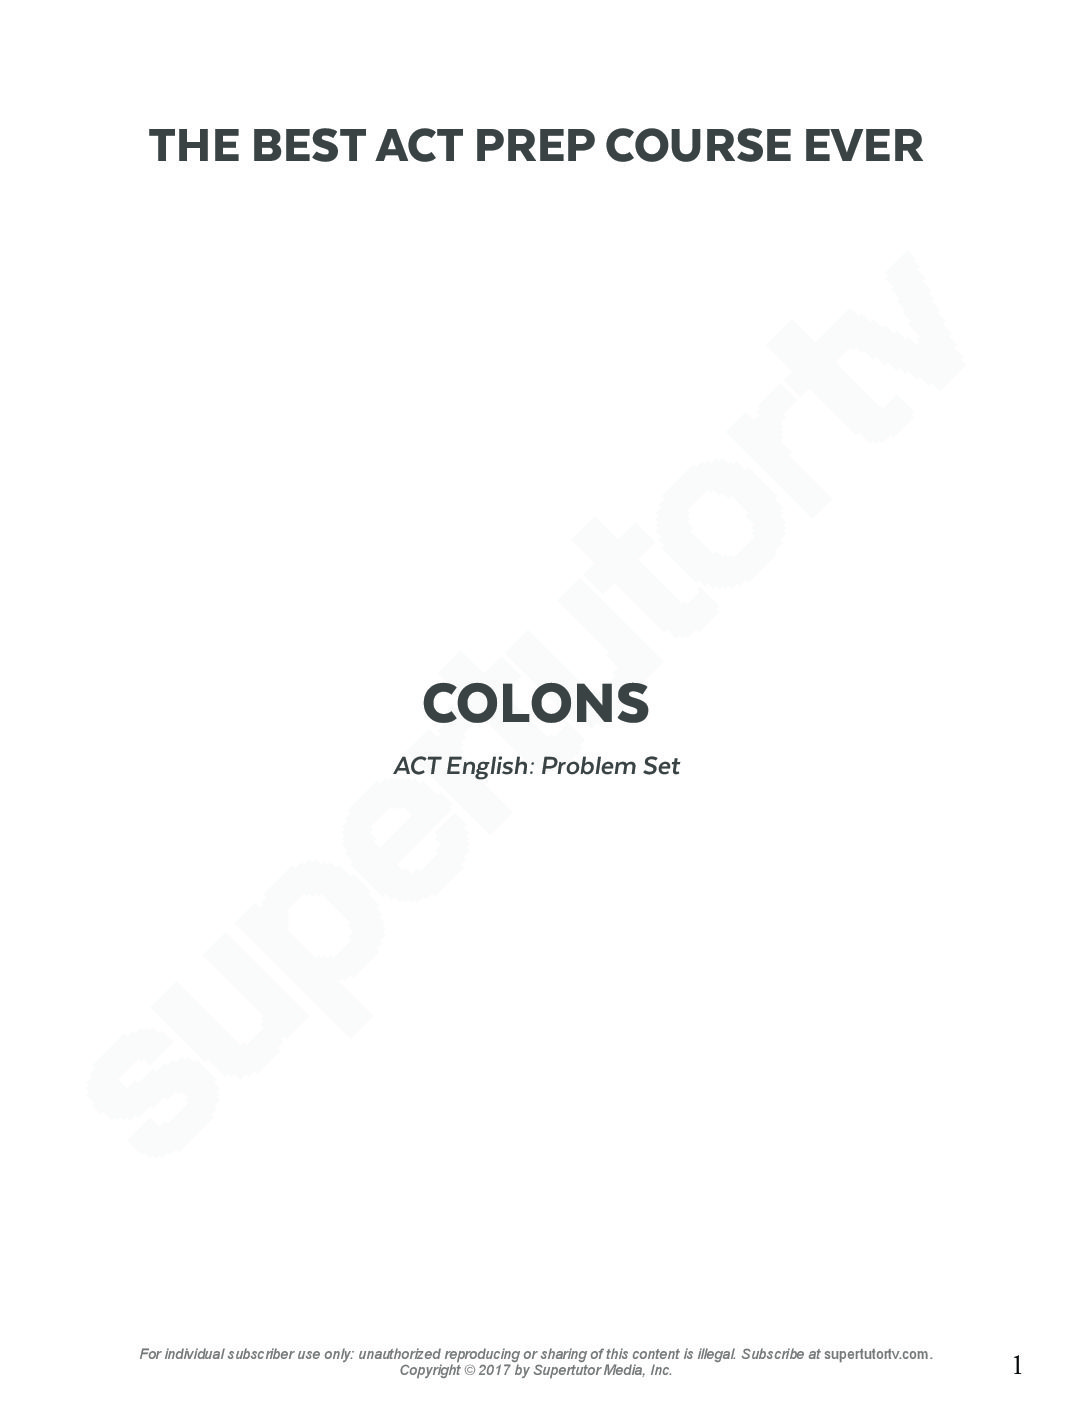 THE BEST ACT PREP COURSE EVER
supertutortv
COLONS
ACT English: Problem Set
For individual subscriber use only: unauthorized reproducing or sharing of this content is illegal. Subscribe at supertutortv.com.
Copyright © 2017 by Supertutor Media, Inc.
1